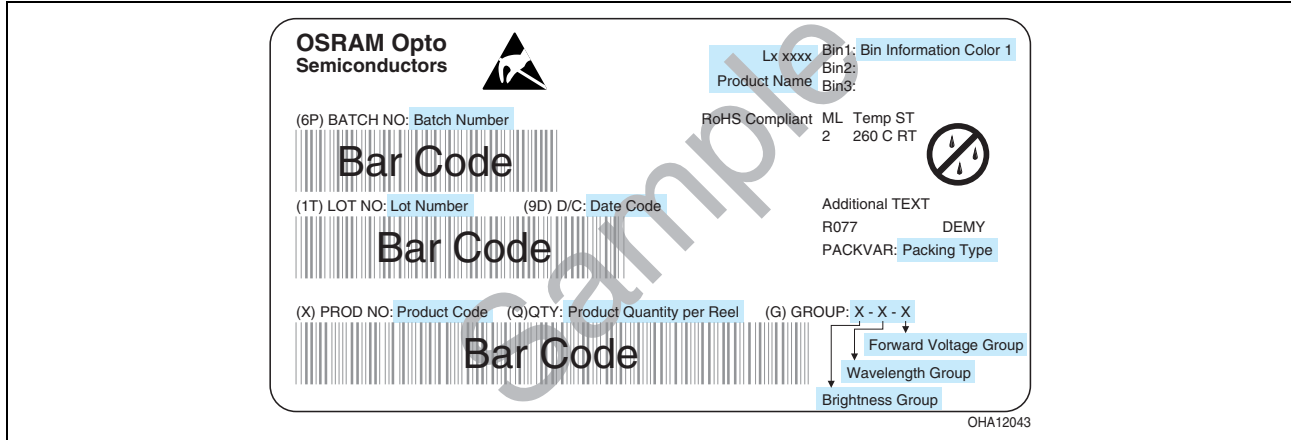 OSRAM Opto
Semiconductors
Lx xxxx
Product Name
Bin1: Bin Information Color 1
Bin2:
Bin3:
(6P) BATCH NO: Batch Number
Bar Code
RoHS Compliant
ML Temp ST
2 260 C RT
(1T) LOT NO: Lot Number (9D) D/C: Date Code
Bar Code
Additional TEXT
R077 DEMY
PACKVAR: Packing Type
(X) PROD NO: Product Code (Q)QTY: Product Quantity per Reel (G) GROUP: X - X - X
Bar Code
Forward Voltage Group
Wavelength Group
Brightness Group
Sample
OHA12043